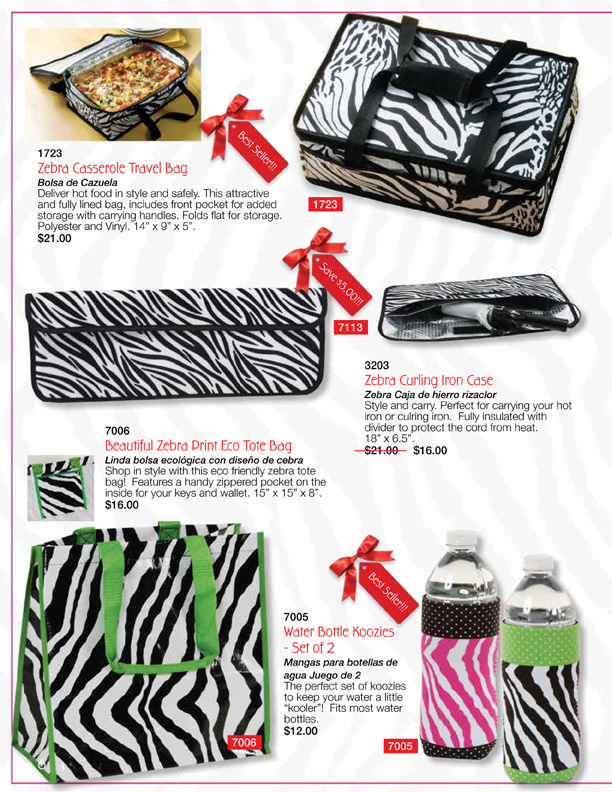 1723
Zebra Casserole Travel Bag
Bolsa de Cazuela
Deliver hot food in style and safely. This attractive
and fully lined bag, includes front pocket for added
storage with carrying handles. Folds flat for storage.
Polyester and Vinyl. 14” x 9” x 5”.
$21.00
Best Seller!!!
1723
Save $5.00!!!
7113
3203
Zebra Curling Iron Case
Zebra Caja de hierro rizaclor
Style and carry. Perfect for carrying your hot
iron or culring iron. Fully insulated with
divider to protect the cord from heat.
18” x 6.5”.
$21.00 $16.00
7006
Beautiful Zebra Print Eco Tote Bag
Linda bolsa ecológica con diseño de cebra
Shop in style with this eco friendly zebra tote
bag! Features a handy zippered pocket on the
inside for your keys and wallet. 15” x 15” x 8”.
$16.00
7006
Best Seller!!!
7005
Water Bottle Koozies
- Set of 2
Mangas para botellas de
agua Juego de 2
The perfect set of koozies
to keep your water a little
“kooler”! Fits most water
bottles.
$12.00
7005
6